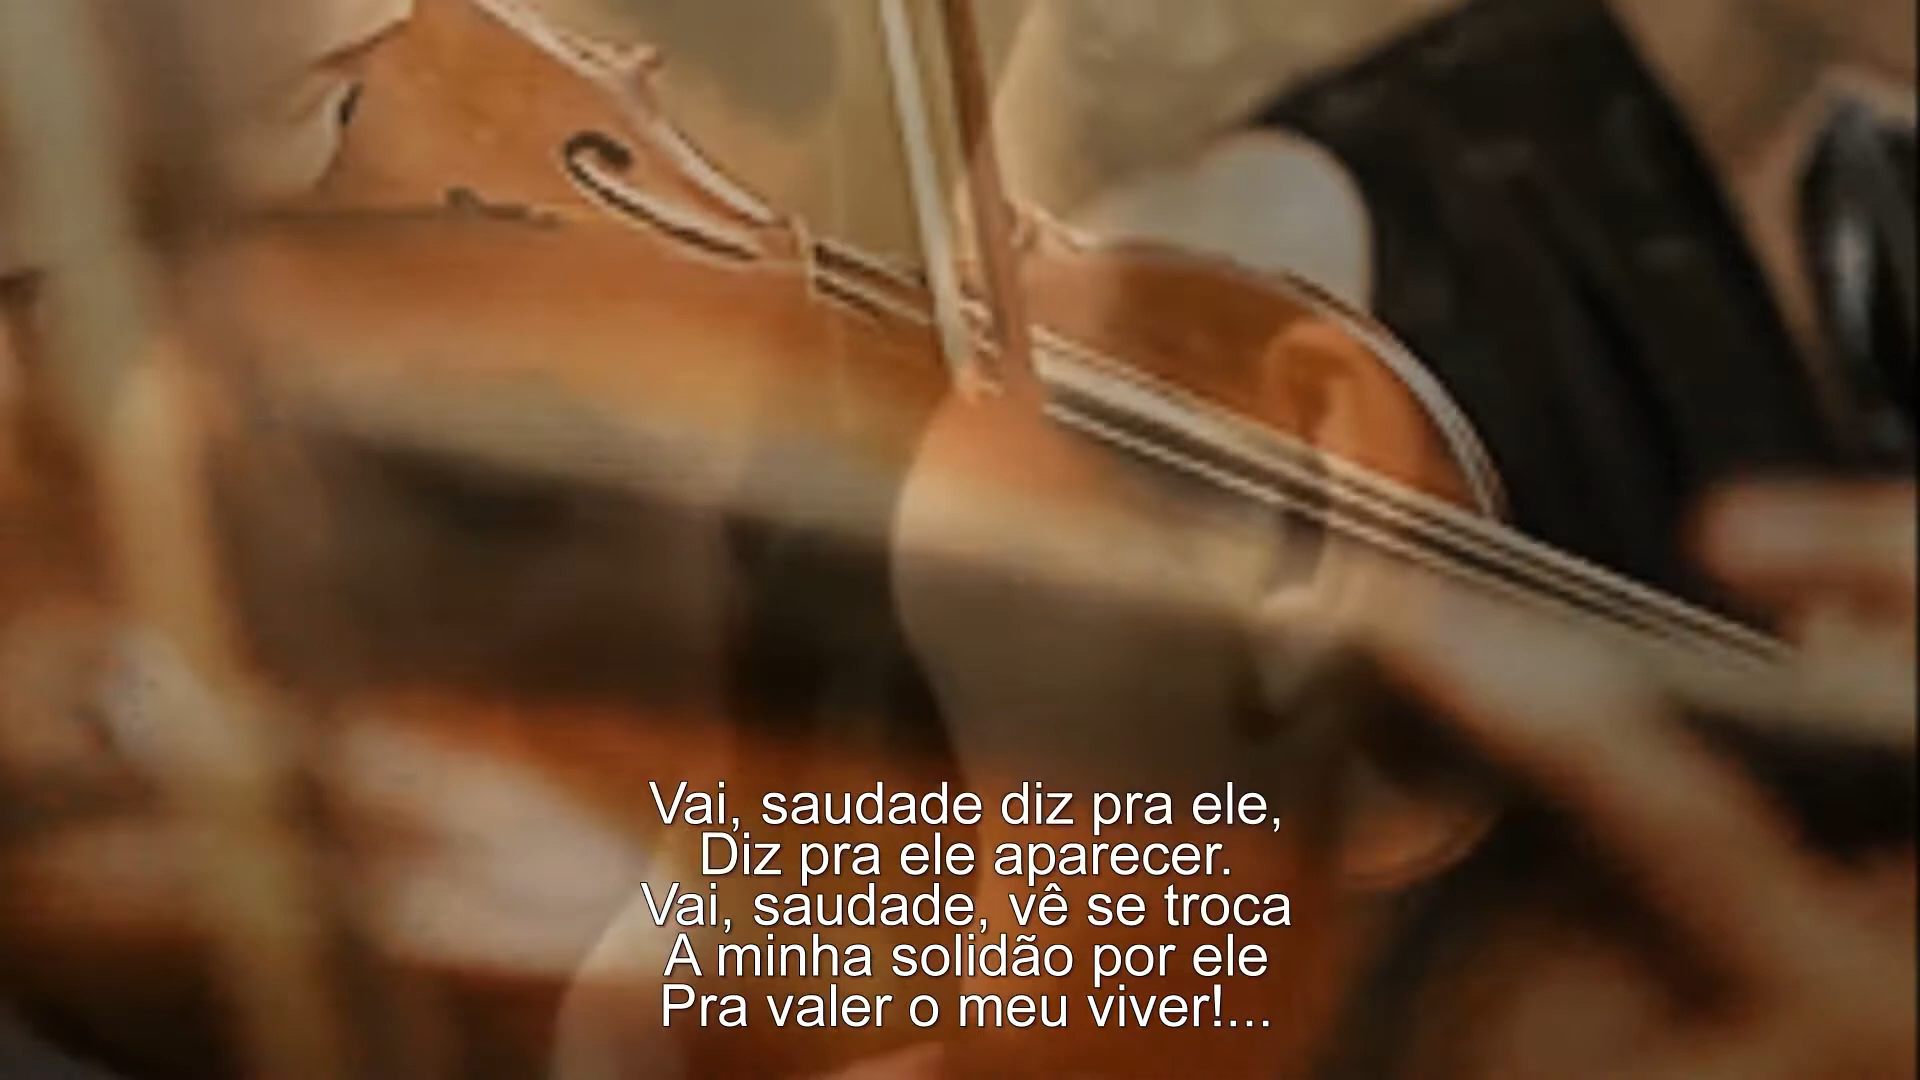 Vai, saudade diz pra ele,
Diz pra ele aparecer.
Vai, saudade, vê se troca
A minha solidão por ele
Pra valer o meu viver!...